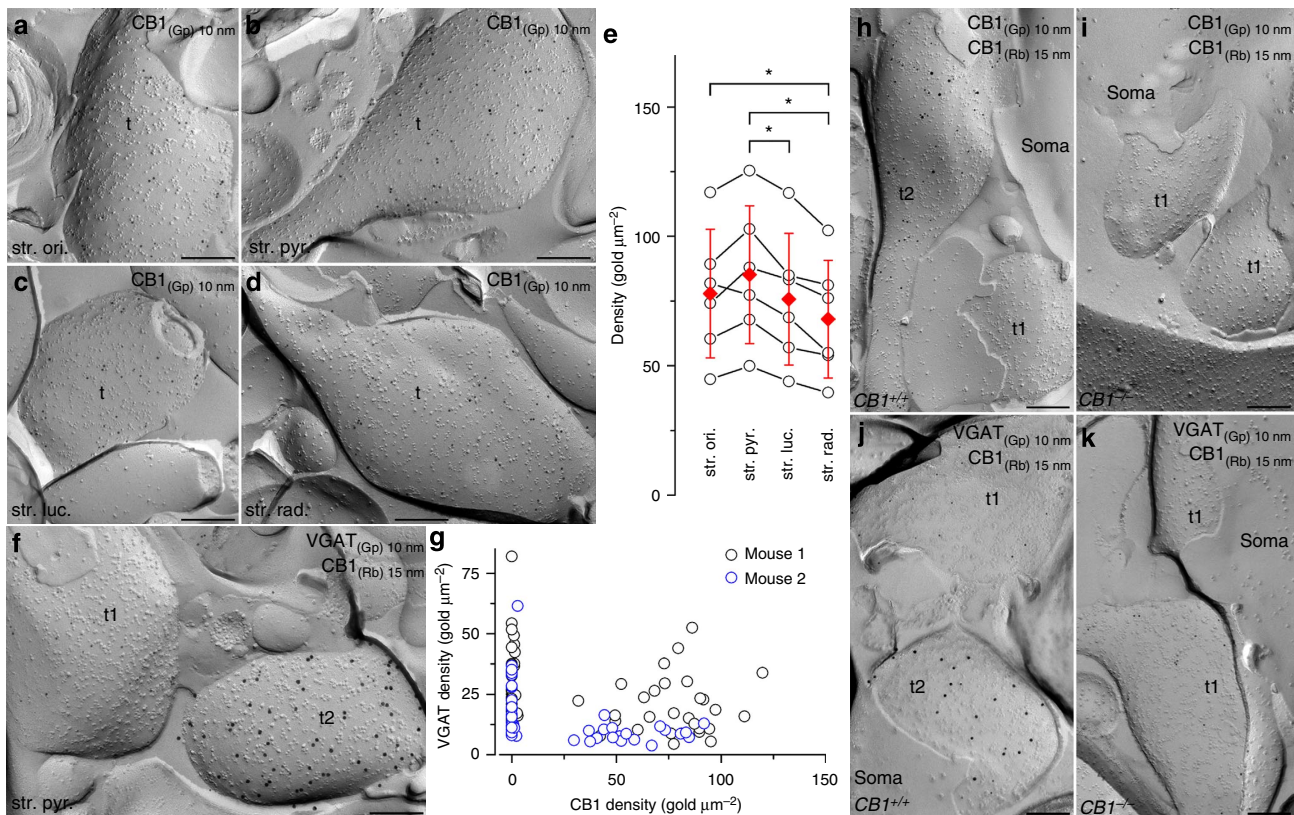 a
CB1(Gp) 10 nm
t
str. ori.
b
CB1(Gp) 10 nm
t
str. pyr.
c
CB1(Gp) 10 nm
t
str. luc.
d
CB1(Gp) 10 nm
t
str. rad.
e
*
*
*
150
100
50
0
Density (gold μm−2)
str. ori.
str. pyr.
str. luc.
str. rad.
f
VGAT(Gp) 10 nm
CB1(Rb) 15 nm
t1
t2
str. pyr.
g
Mouse 1
Mouse 2
75
50
25
0
VGAT density (gold μm−2)
0
50
100
150
CB1 density (gold μm−2)
h
CB1(Gp) 10 nm
CB1(Rb) 15 nm
Soma
t2
t1
CB1+/+
i
CB1(Gp) 10 nm
CB1(Rb) 15 nm
Soma
t1
t1
CB1−/−
j
VGAT(Gp) 10 nm
CB1(Rb) 15 nm
t1
t2
Soma
CB1+/+
k
VGAT(Gp) 10 nm
CB1(Rb) 15 nm
t1
Soma
t1
CB1−/−